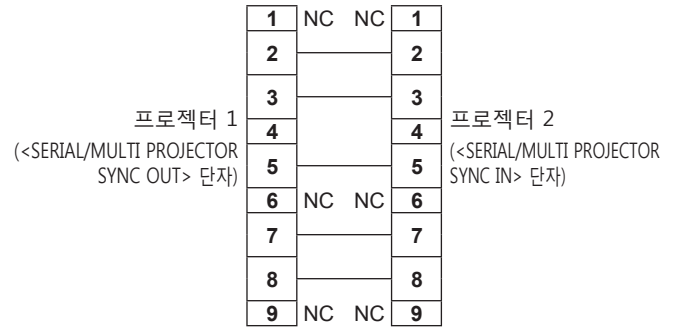 1 NC NC 1
2 2
3 3
프로젝터 1 4 4 프로젝터 2
(<SERIAL/MULTI PROJECTOR (<SERIAL/MULTI PROJECTOR
SYNC OUT> 단자) 5 5 SYNC IN> 단자)
6 NC NC 6
7 7
8 8
9 NC NC 9